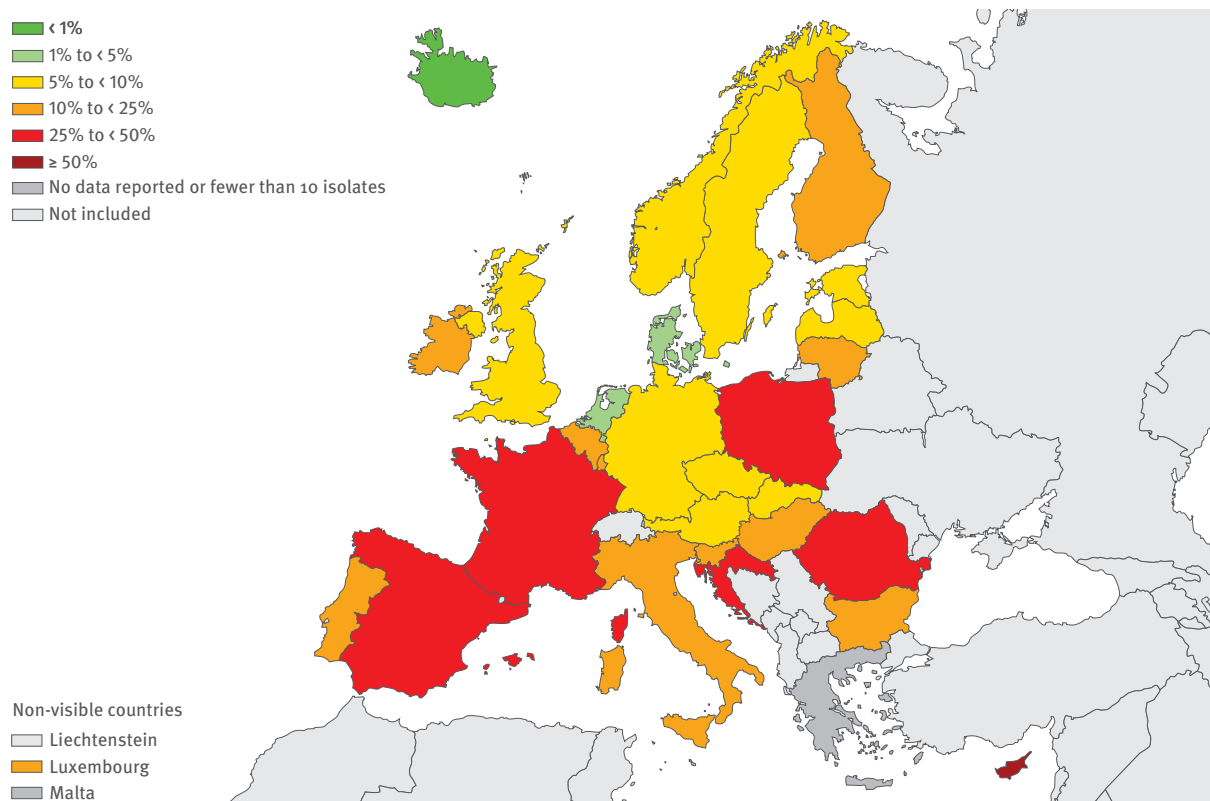 < 1%
1% to < 5%
5% to < 10%
10% to < 25%
25% to < 50%
≥ 50%
No data reported or fewer than 10 isolates
Not included
Non-visible countries
Liechtenstein
Luxembourg
Malta